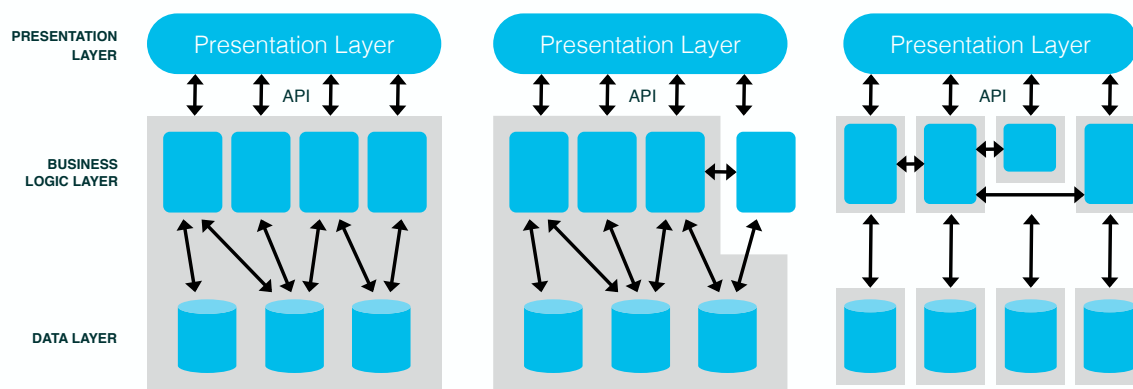 PRESENTATION
LAYER
Presentation Layer
Presentation Layer
Presentation Layer
API
API
API
BUSINESS
LOGIC LAYER
DATA LAYER